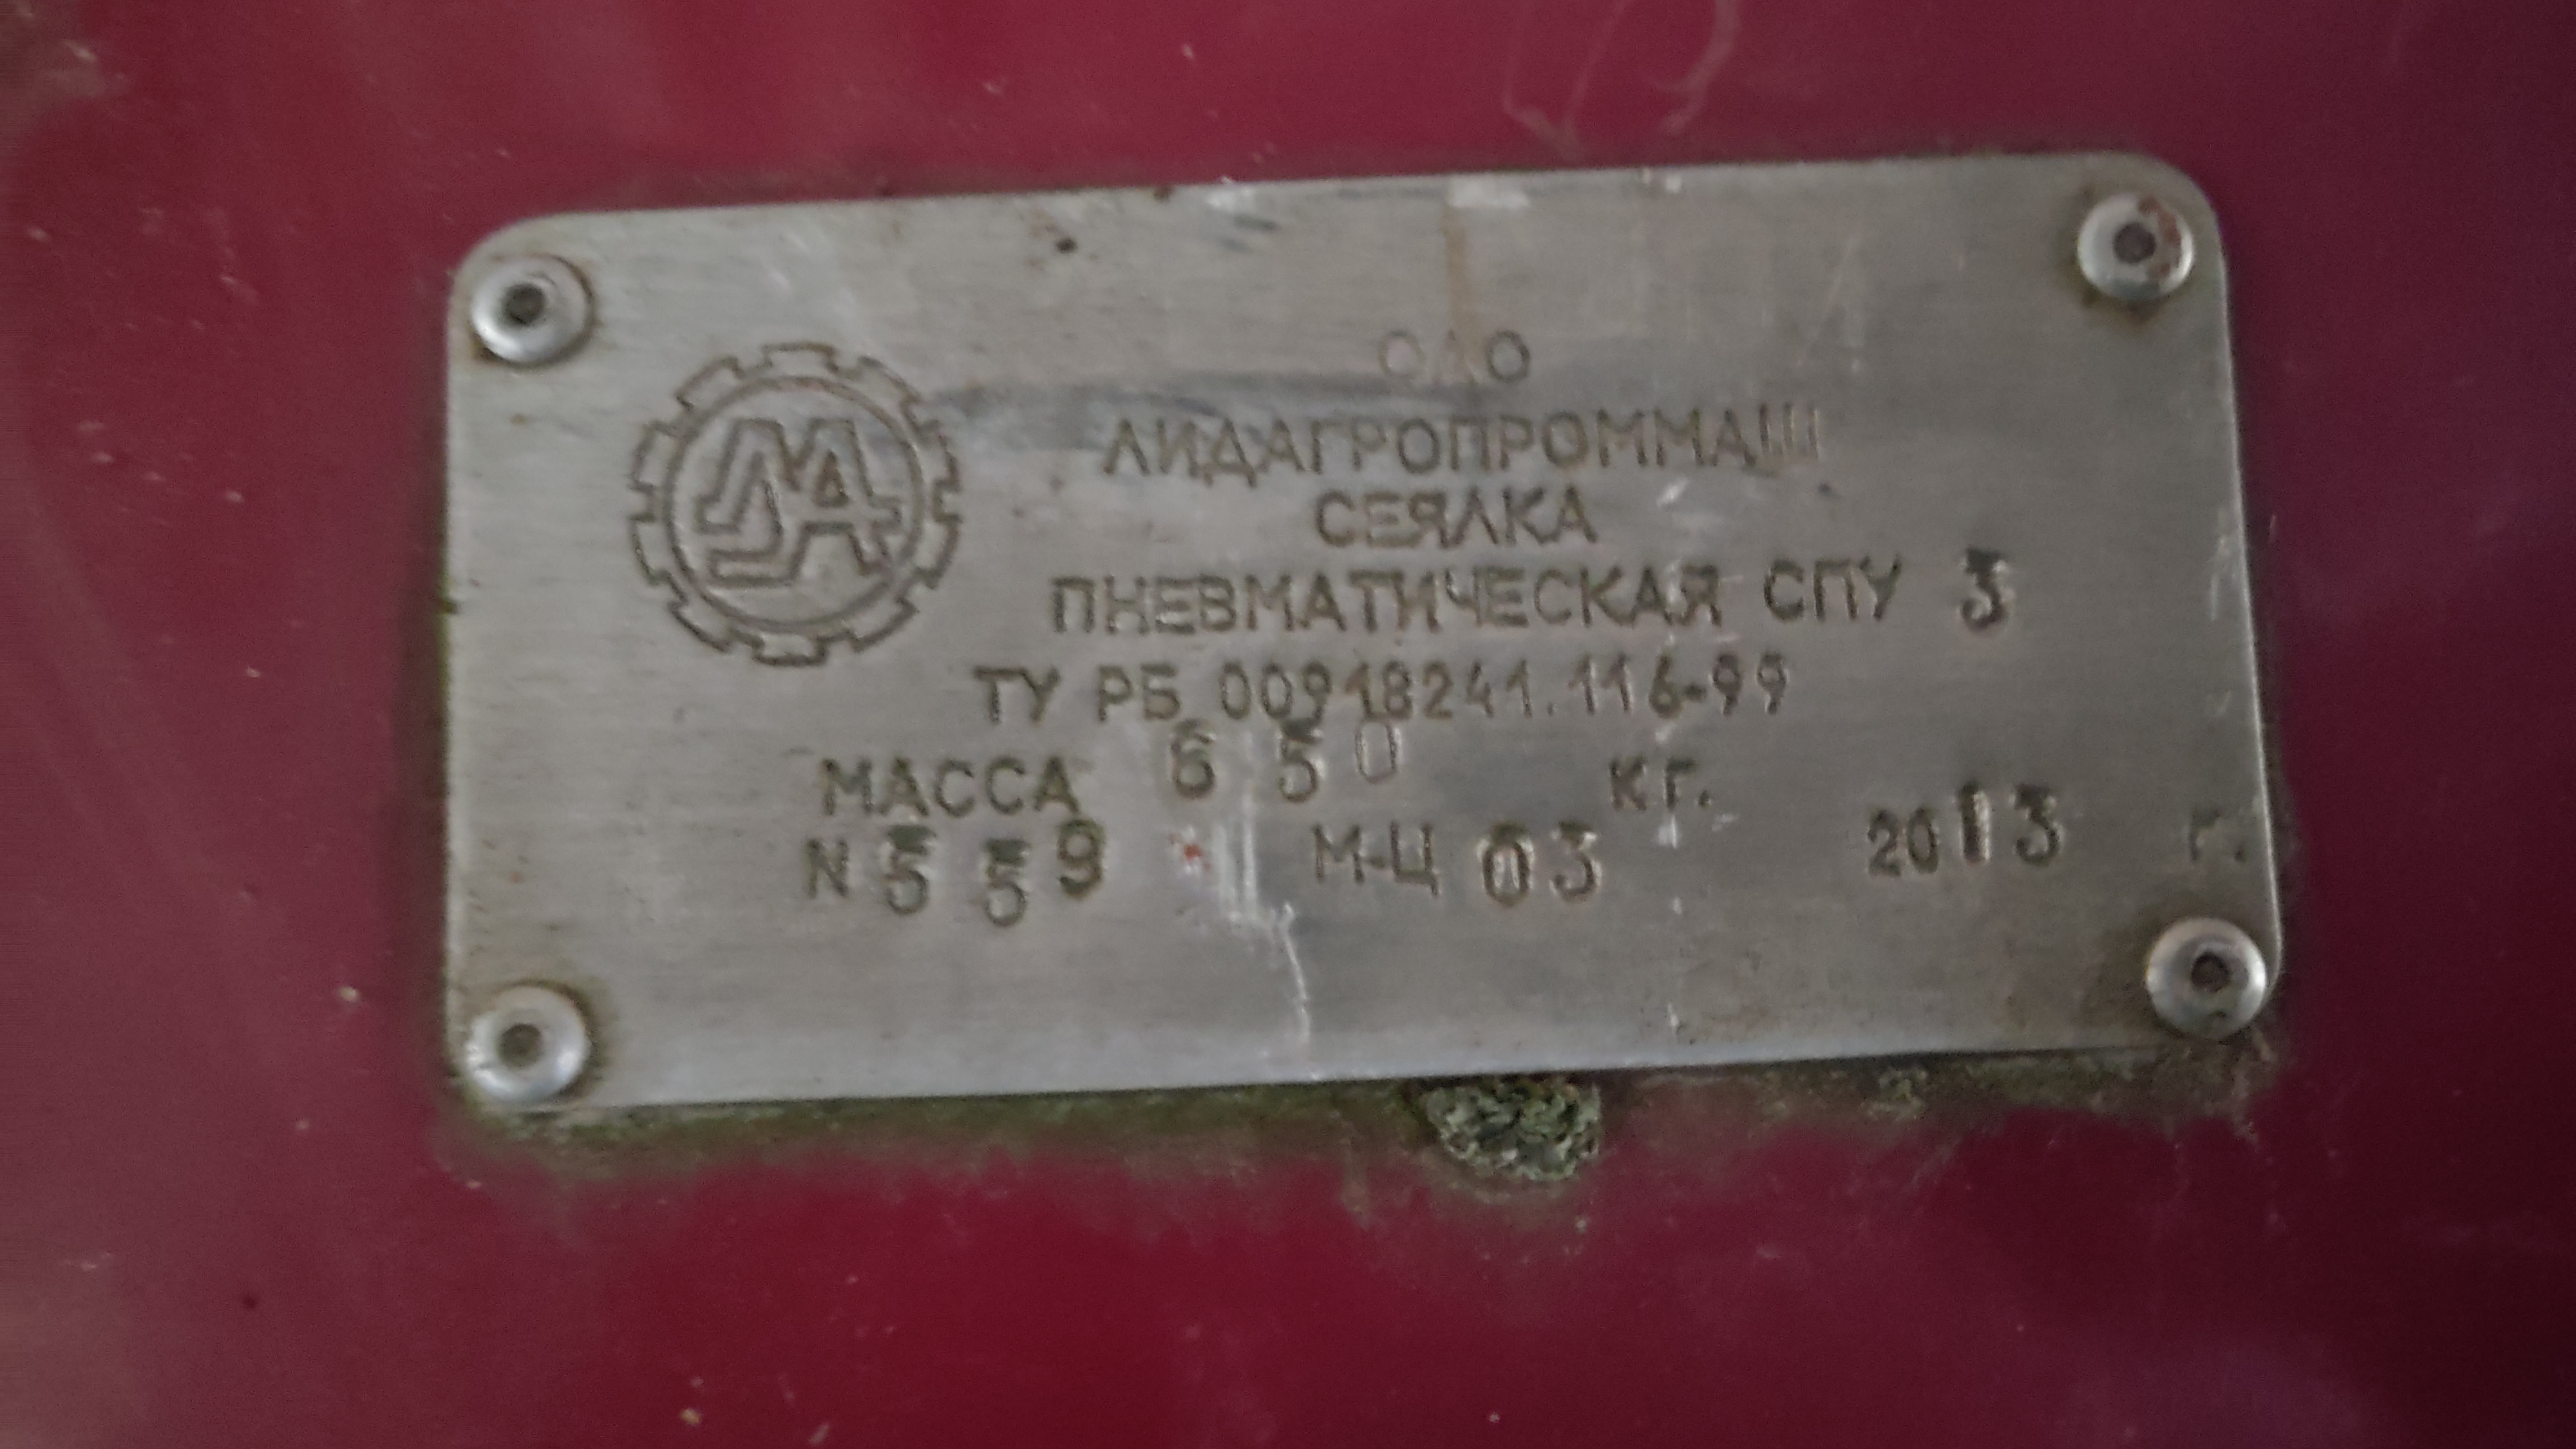 ОАО
ЛИДАГРОПРОММАШ
СЕЯЛКА
ПНЕВМАТИЧЕСКАЯ СПУ 3
ТУ РБ 00918241.116-99
МАССА 650 КГ.
N 559 М-Ц 03 2013 Г.